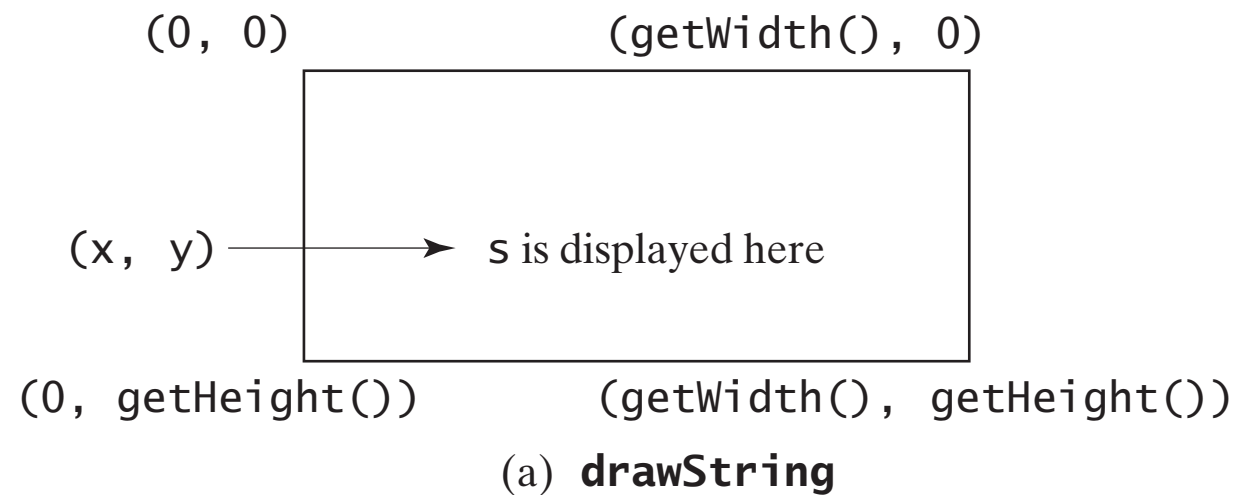 (0, 0) (getWidth(), 0)
(x, y) s is displayed here
(0, getHeight()) (getWidth(), getHeight())
(a) drawString